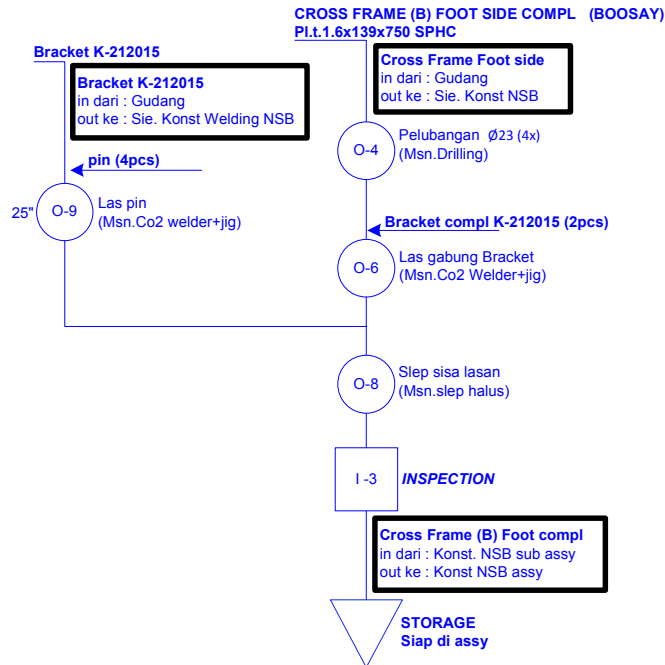 CROSS FRAME (B) FOOT SIDE COMPL (BOOSAY)
Pl.t.1.6x139x750 SPHC
Bracket K-212015
Bracket K-212015
in dari : Gudang
out ke : Sie. Konst Welding NSB
Cross Frame Foot side
in dari : Gudang
out ke : Sie. Konst NSB
pin (4pcs)
O-4
Pelubangan Ø23 (4x)
(Msn.Drilling)
25"
O-9
Las pin
(Msn.Co2 welder+jig)
Bracket compl K-212015 (2pcs)
O-6
Las gabung Bracket
(Msn.Co2 Welder+jig)
O-8
Slep sisa lasan
(Msn.slep halus)
I -3
INSPECTION
Cross Frame (B) Foot compl
in dari : Konst. NSB sub assy
out ke : Konst NSB assy
STORAGE
Siap di assy